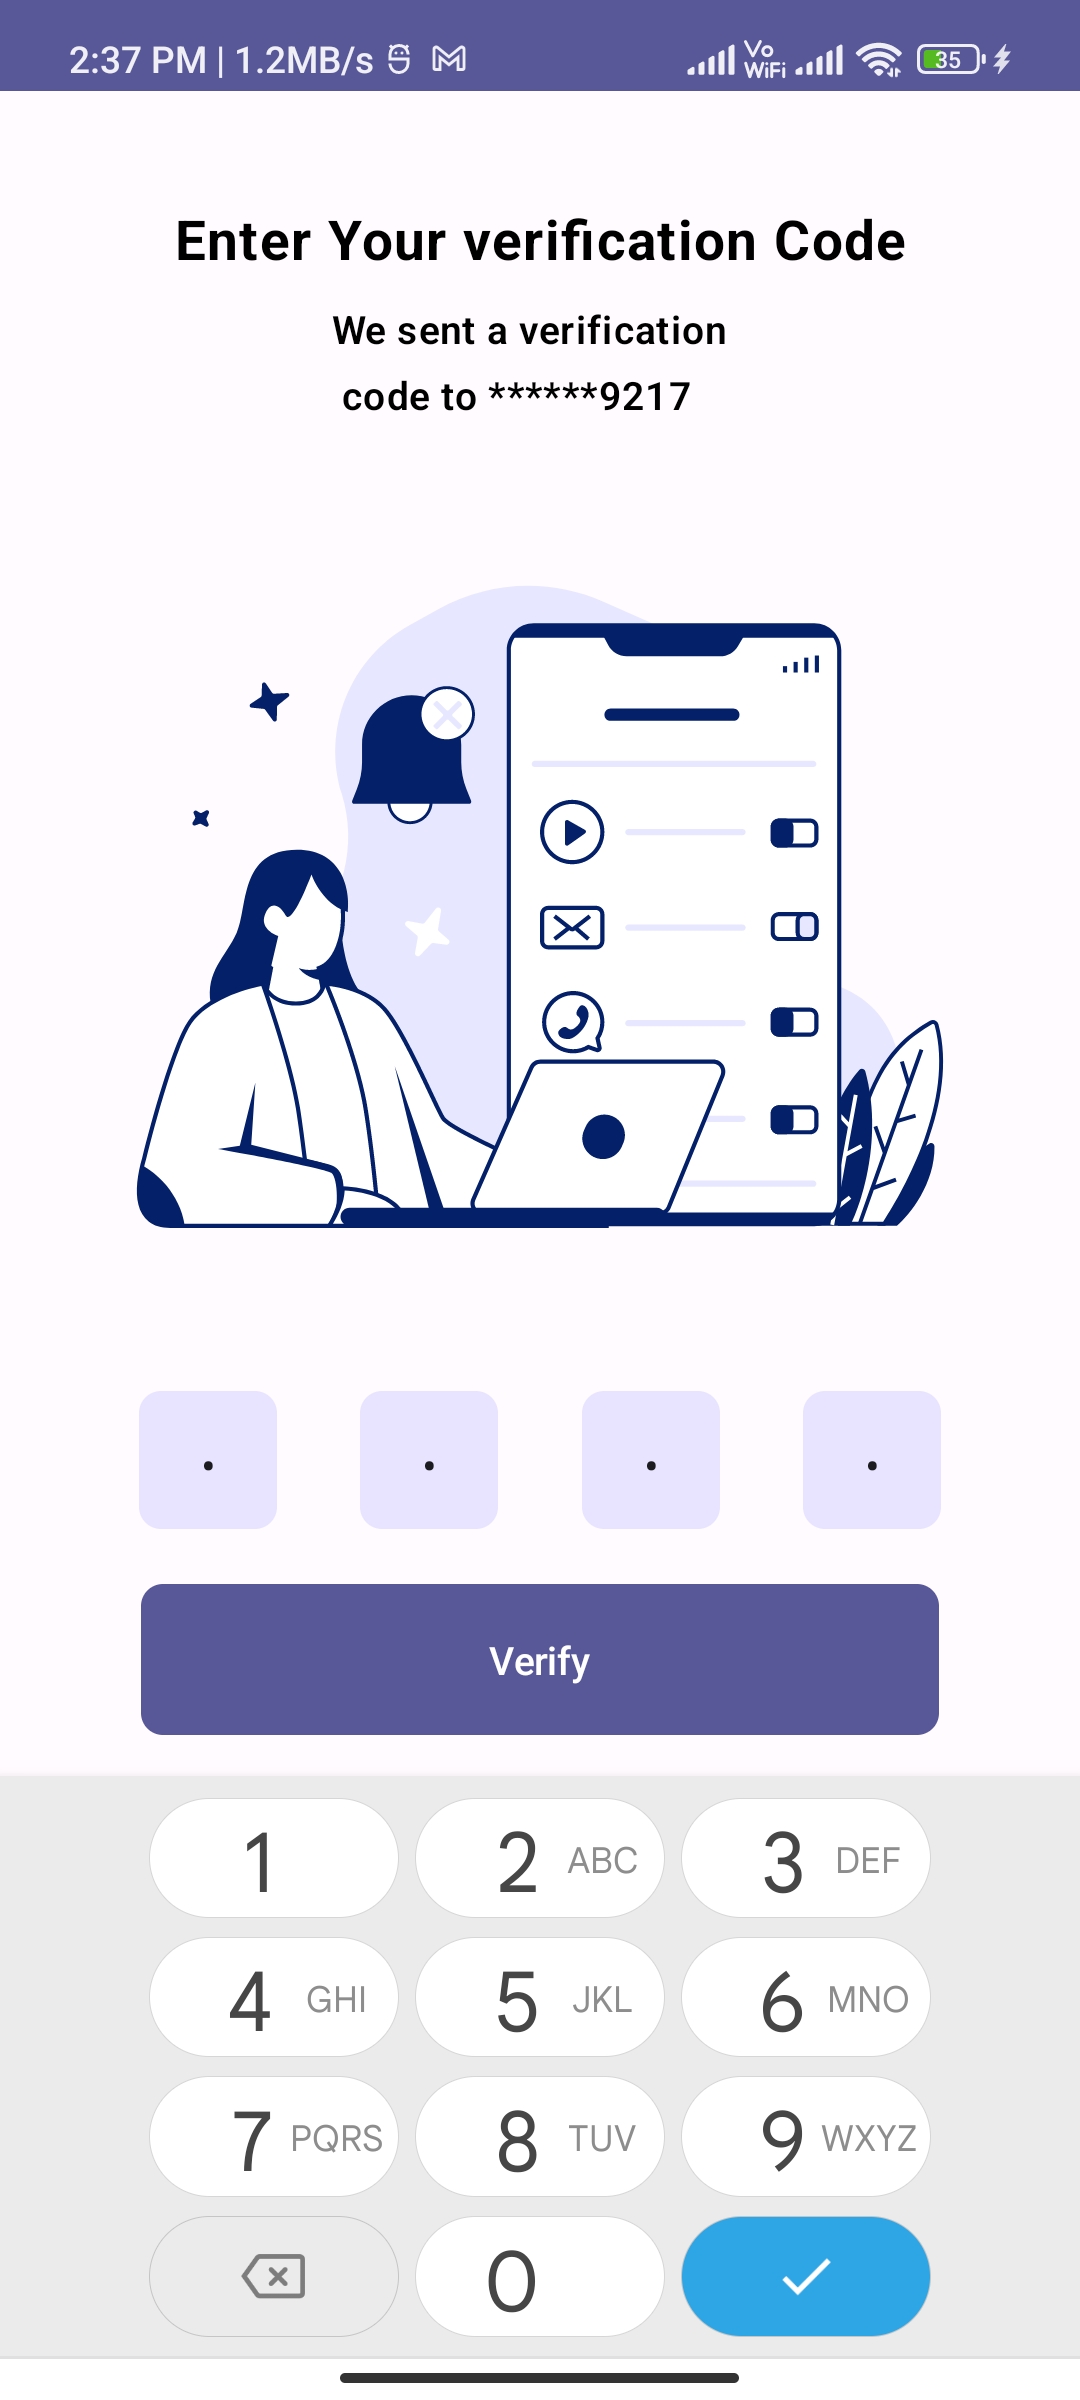 2:37 PM | 1.2MB/s
Vo
WiFi
35
Enter Your verification Code
We sent a verification
code to ******9217
Verify
1
2 ABC
3 DEF
4 GHI
5 JKL
6 MNO
7 PQRS
8 TUV
9 WXYZ
0